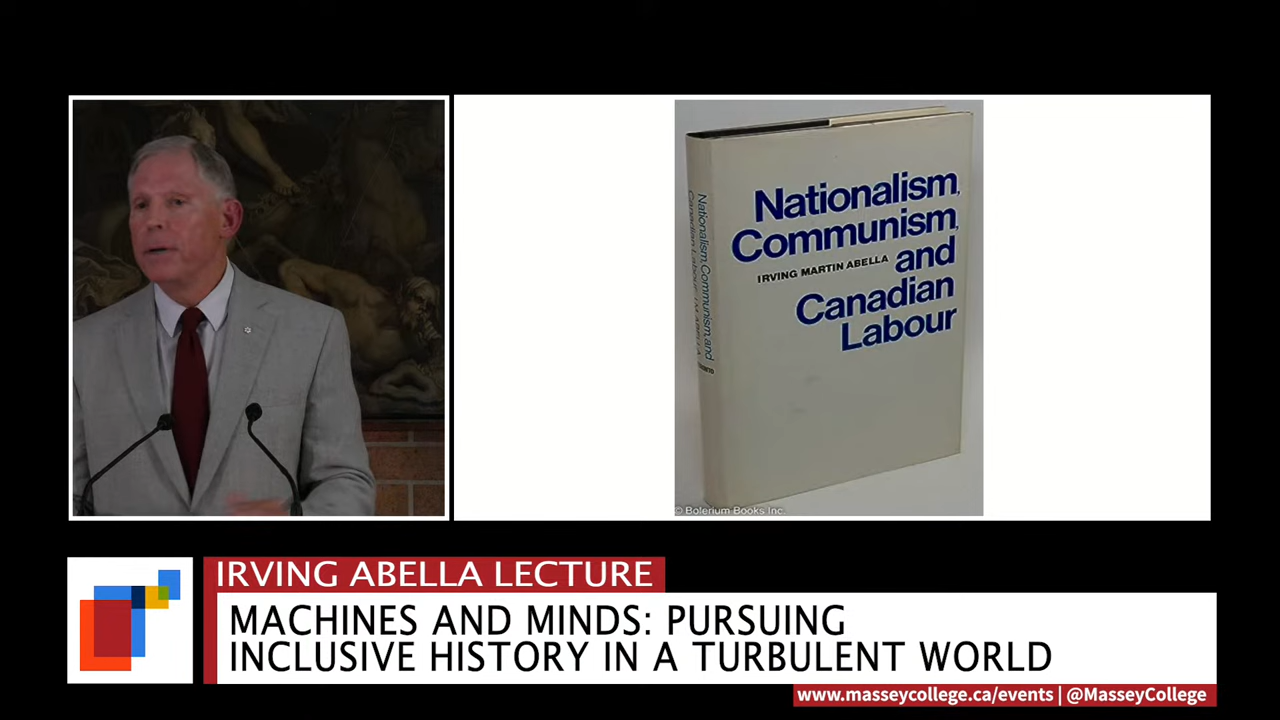 Nationalism,
Communism,
IRVING MARTIN ABELLA and
Canadian
Labour
Nationalism, Communism, and
Canadian Labour
© Bolerium Books Inc.
IRVING ABELLA LECTURE
MACHINES AND MINDS: PURSUING
INCLUSIVE HISTORY IN A TURBULENT WORLD
www.masseycollege.ca/events | @MasseyCollege